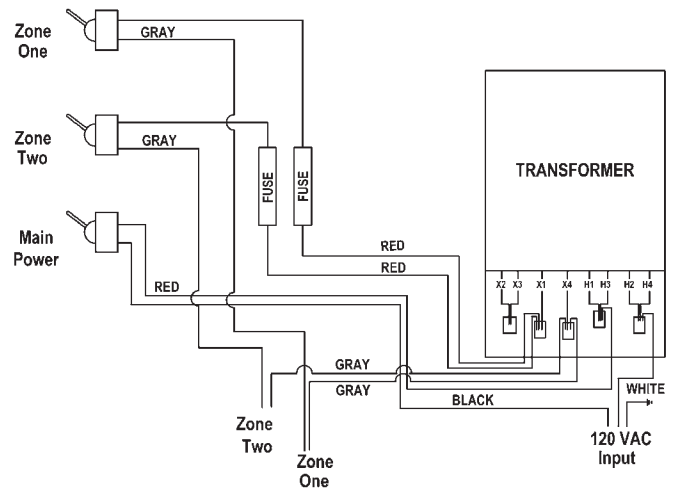 Zone
One
GRAY
Zone
Two
GRAY
Main
Power
FUSE
FUSE
TRANSFORMER
RED
RED
RED
X2 X3 X1 X4 H1 H3 H2 H4
GRAY
GRAY
BLACK
WHITE
Zone
Two
Zone
One
120 VAC
Input